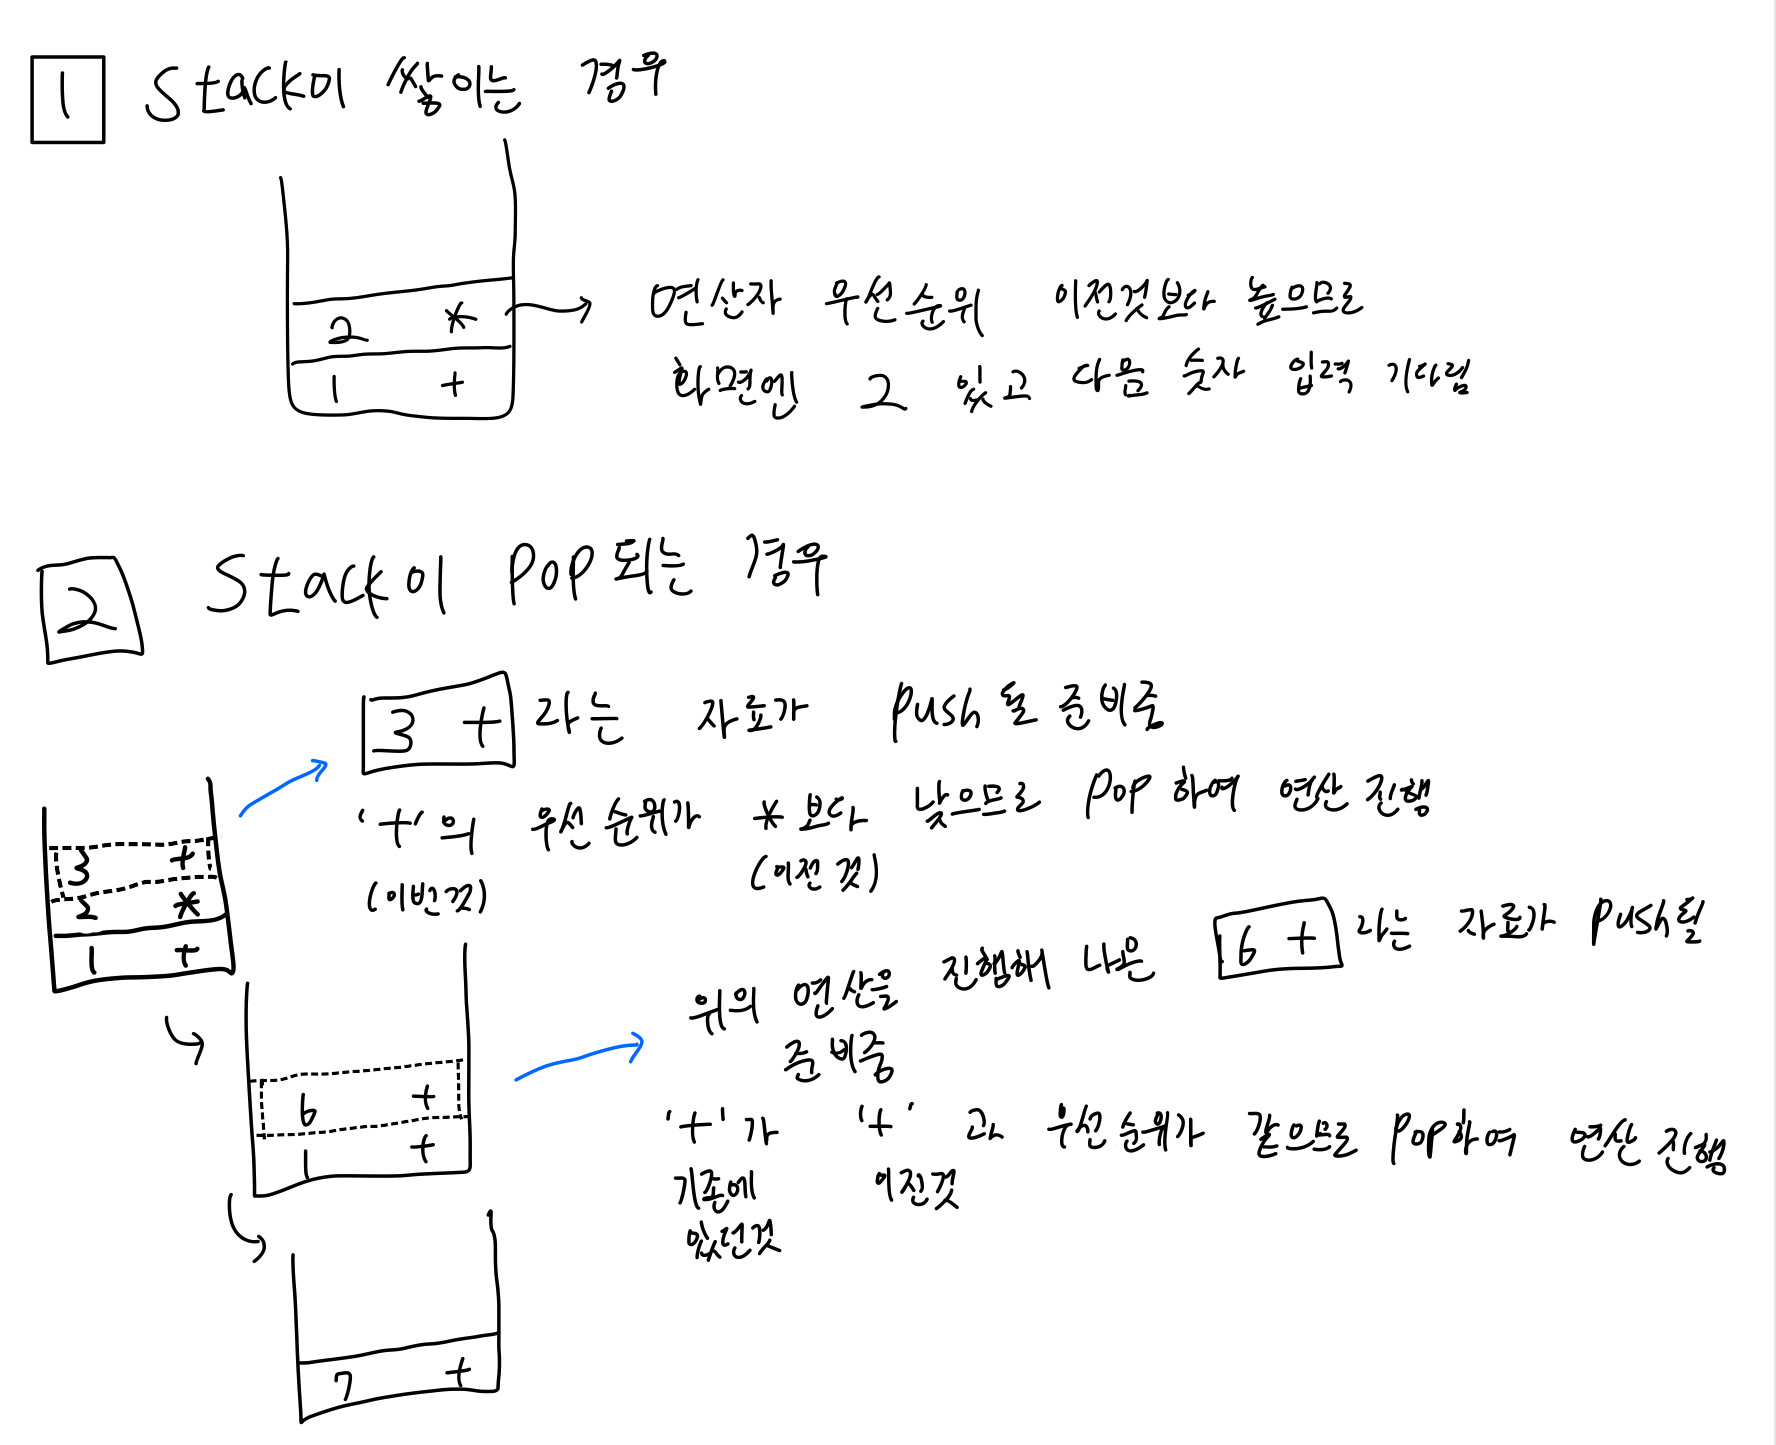 1 Stack이 쌓이는 경우
2 * 연산자 우선순위 이전것보다 높으므로
1 + 화면엔 2 있고 다음 숫자 입력 기다림
2 Stack이 POP되는 경우
3 + 라는 자료가 Push될 준비중
'+'의 우선순위가 *보다 낮으므로 POP하여 연산 진행
(이번것) (이전것)
3 +
2 *
1 +
위의 연산을 진행해 나온 6 + 라는 자료가 Push될
준비중
6 +
1 +
'+'가 '+'과 우선순위가 같으므로 POP하여 연산 진행
기존에 이전것
있던것
7 +